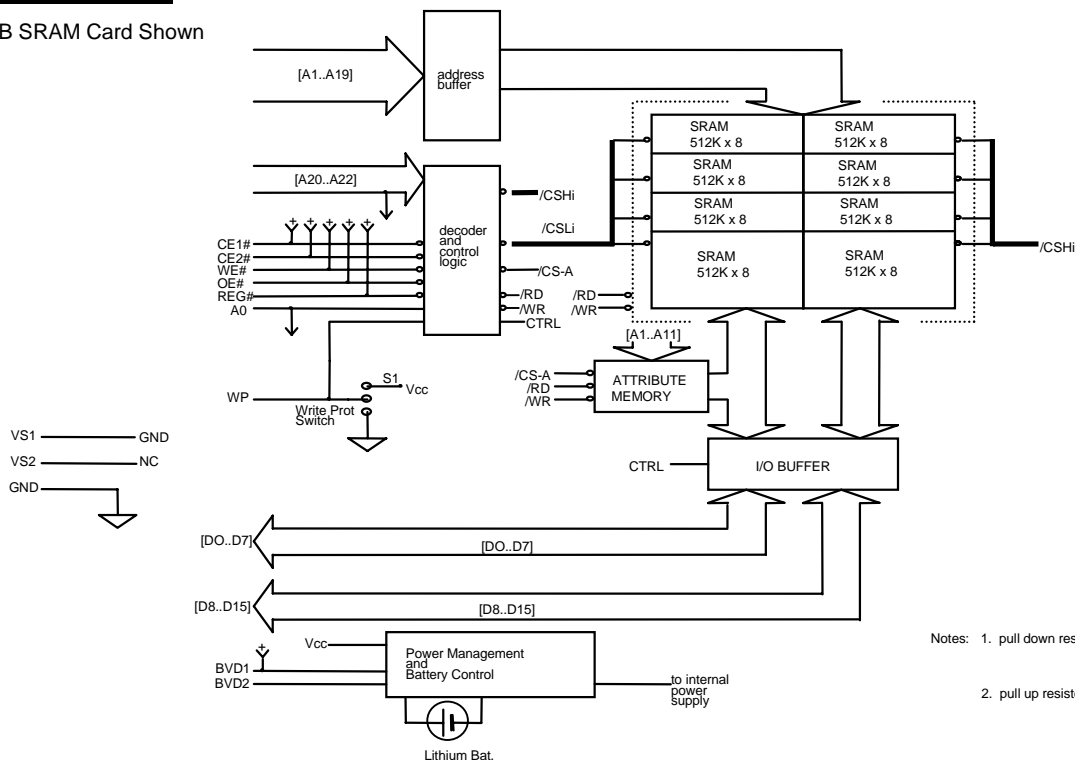 B SRAM Card Shown
[A1..A19]
address
buffer
SRAM
512K x 8
SRAM
512K x 8
SRAM
512K x 8
SRAM
512K x 8
SRAM
512K x 8
SRAM
512K x 8
SRAM
512K x 8
SRAM
512K x 8
[A20..A22]
/CSHi
/CSLi
/CSHi
decoder
and
control
logic
+ + + + +
CE1#
CE2#
WE#
OE#
REG#
A0
/CS-A
/RD
/WR
CTRL
/RD
/WR
[A1..A11]
/CS-A
/RD
/WR
ATTRIBUTE
MEMORY
S1
Vcc
WP
Write Prot
Switch
VS1
GND
VS2
NC
GND
CTRL
I/O BUFFER
[DO..D7]
[DO..D7]
[D8..D15]
[D8..D15]
Vcc
+
BVD1
BVD2
Power Management
and
Battery Control
to internal
power
supply
Lithium Bat.
Notes: 1. pull down res
2. pull up resist